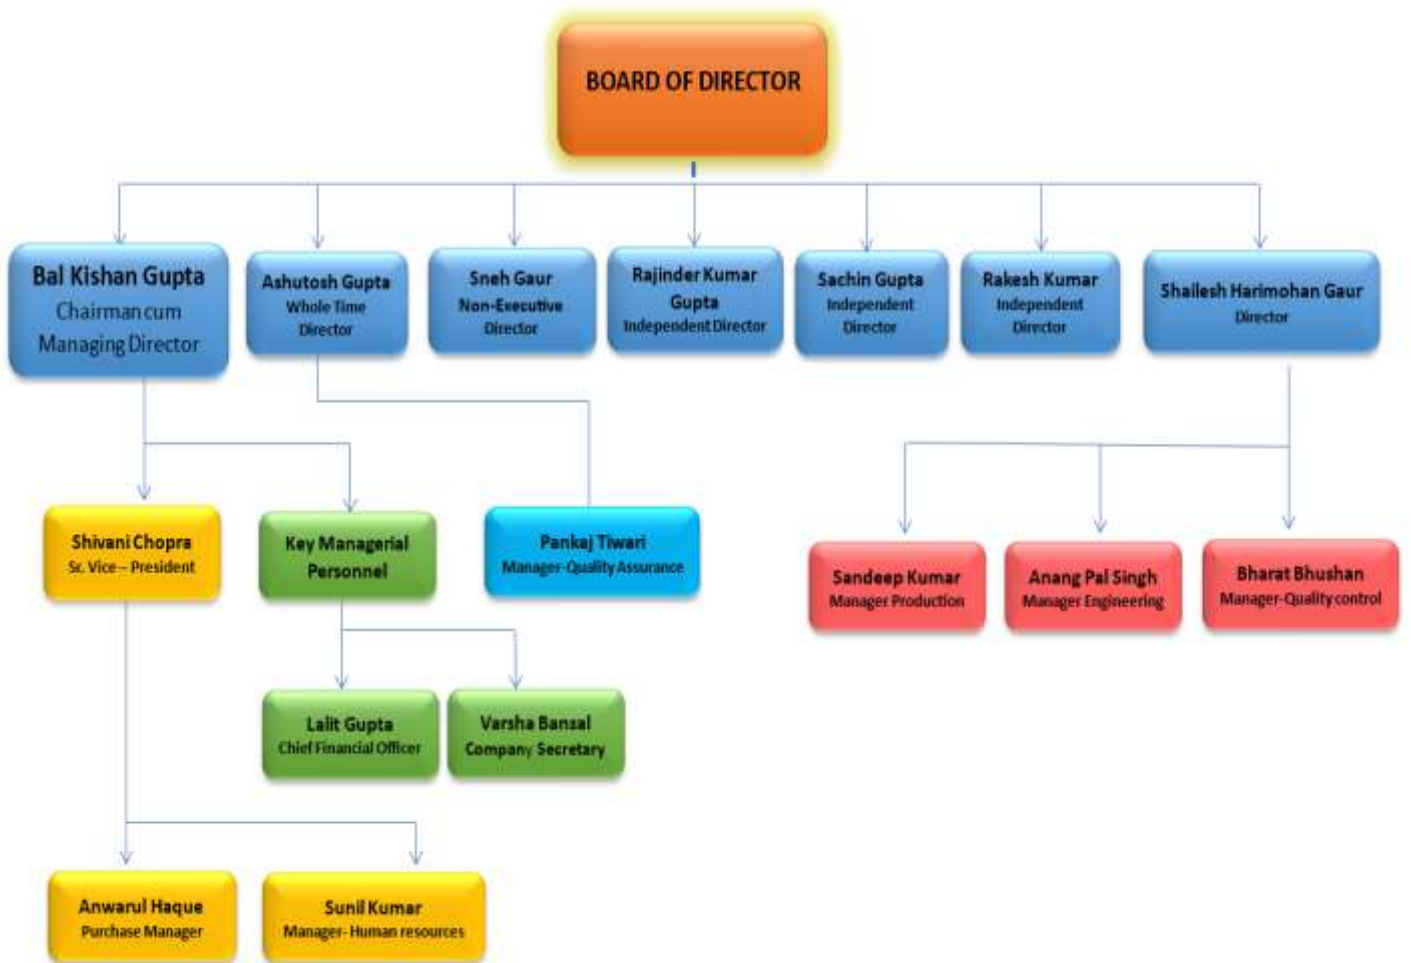 BOARD OF DIRECTOR
Bal Kishan Gupta
Chairman cum
Managing Director
Ashutosh Gupta
Whole Time
Director
Sneh Gaur
Non-Executive
Director
Rajinder Kumar
Gupta
Independent Director
Sachin Gupta
Independent
Director
Rakesh Kumar
Independent
Director
Shailesh Harimohan Gaur
Director
Shivani Chopra
Sr. Vice – President
Key Managerial
Personnel
Pankaj Tiwari
Manager-Quality Assurance
Sandeep Kumar
Manager Production
Anang Pal Singh
Manager Engineering
Bharat Bhushan
Manager-Quality control
Lalit Gupta
Chief Financial Officer
Varsha Bansal
Company Secretary
Anwarul Haque
Purchase Manager
Sunil Kumar
Manager- Human resources